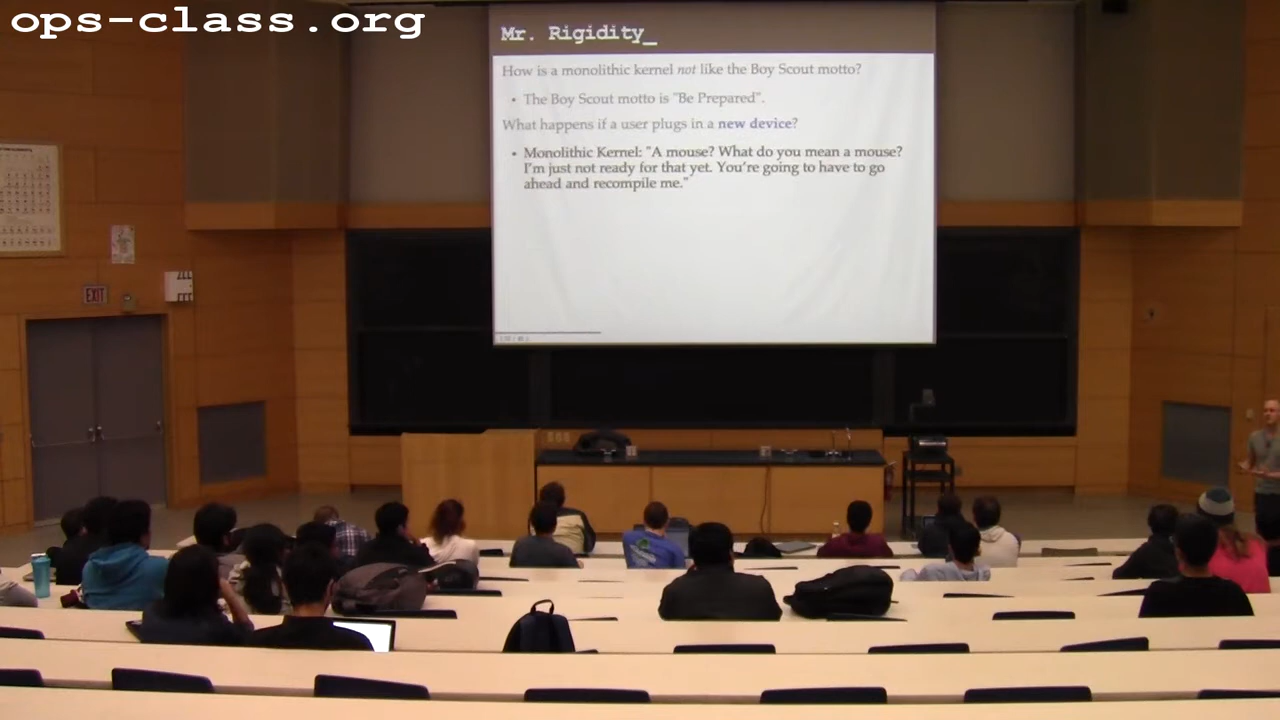 ops-class.org
Mr. Rigidity_
How is a monolithic kernel not like the Boy Scout motto?
• The Boy Scout motto is "Be Prepared".
What happens if a user plugs in a new device?
• Monolithic Kernel: "A mouse? What do you mean a mouse?
I'm just not ready for that yet. You're going to have to go
ahead and recompile me."
EXIT